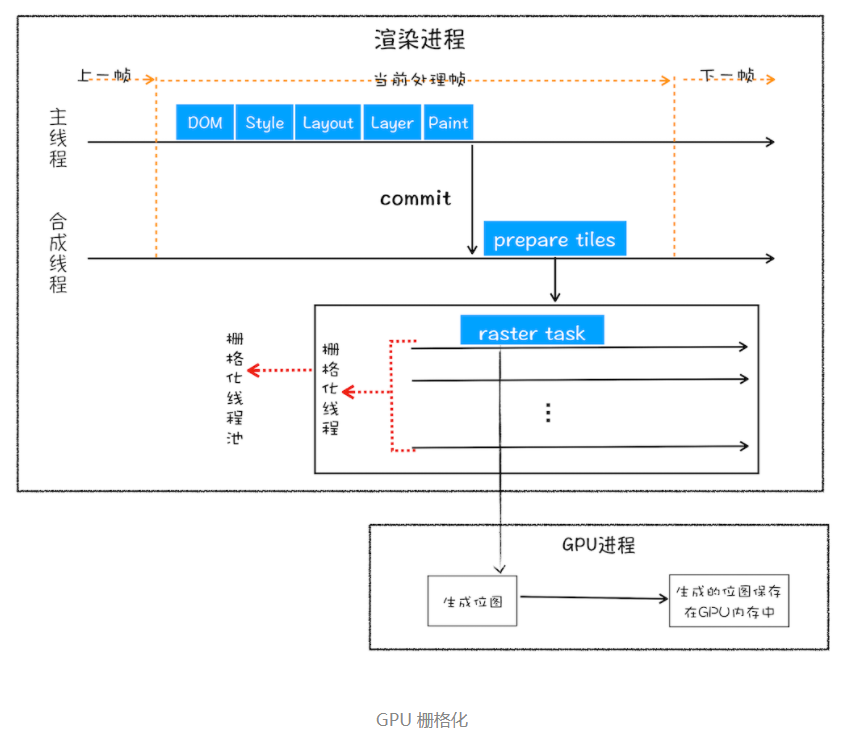 渲染进程
上一帧
当前处理帧
下一帧
主线程
DOM
Style
Layout
Layer
Paint
commit
合成线程
prepare tiles
栅格化线程池
栅格化线程
raster task
GPU进程
生成位图
生成的位图保存
在GPU内存中
GPU 栅格化